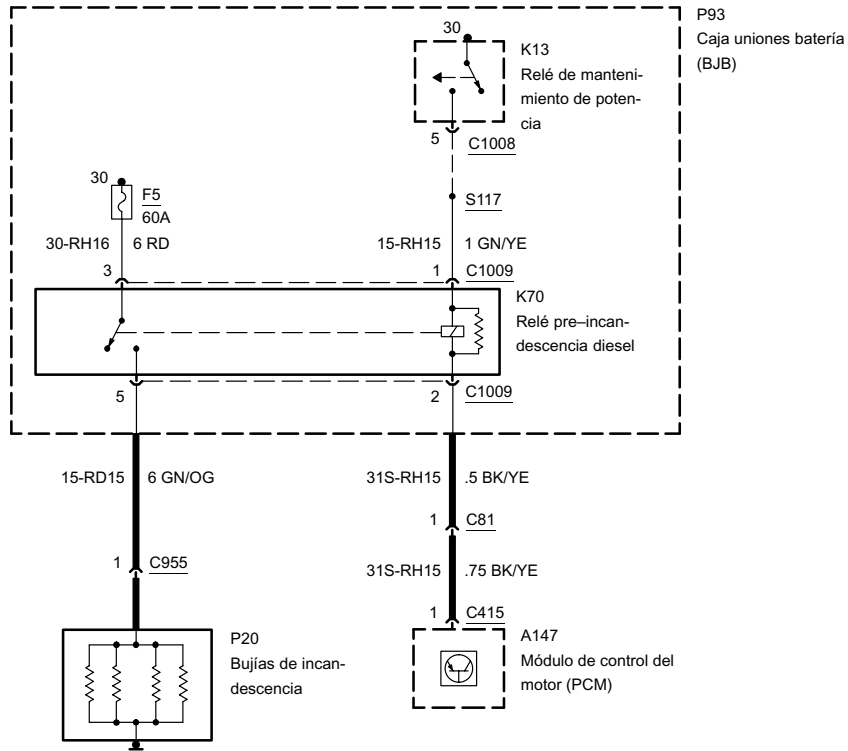 P93
Caja uniones batería
(BJB)
30
K13
Relé de manteni-
miento de poten-
cia
5 C1008
30
F5
60A
S117
30-RH16 6 RD
15-RH15 1 GN/YE
3
1 C1009
K70
Relé pre–incan-
descencia diesel
5
2 C1009
15-RD15 6 GN/OG
31S-RH15 .5 BK/YE
1 C81
1 C955
31S-RH15 .75 BK/YE
1 C415
P20
Bujías de incan-
descencia
A147
Módulo de control del
motor (PCM)